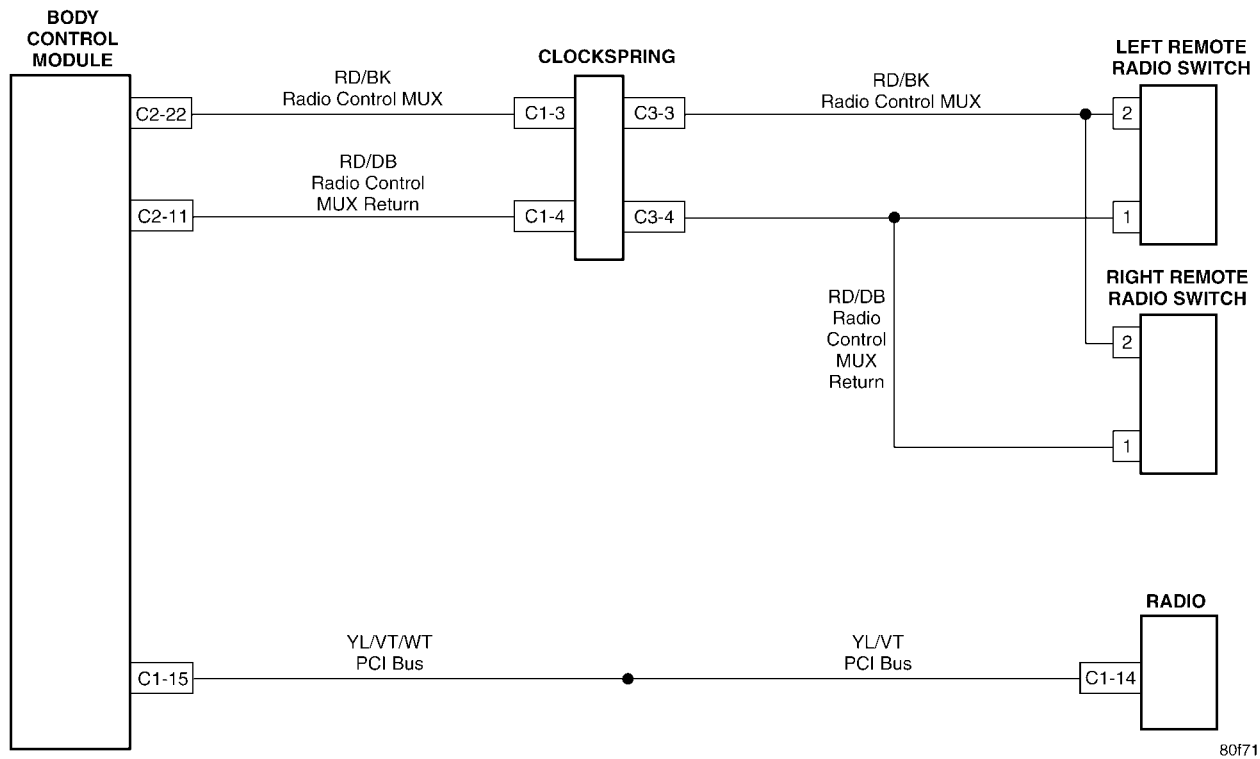 BODY
CONTROL
MODULE
CLOCKSPRING
LEFT REMOTE
RADIO SWITCH
RD/BK
Radio Control MUX
RD/BK
Radio Control MUX
C2-22
C1-3
C3-3
2
RD/DB
Radio Control
MUX Return
C2-11
C1-4
C3-4
1
RIGHT REMOTE
RADIO SWITCH
RD/DB
Radio
Control
MUX
Return
2
1
RADIO
YL/VT/WT
PCI Bus
YL/VT
PCI Bus
C1-15
C1-14
80f71